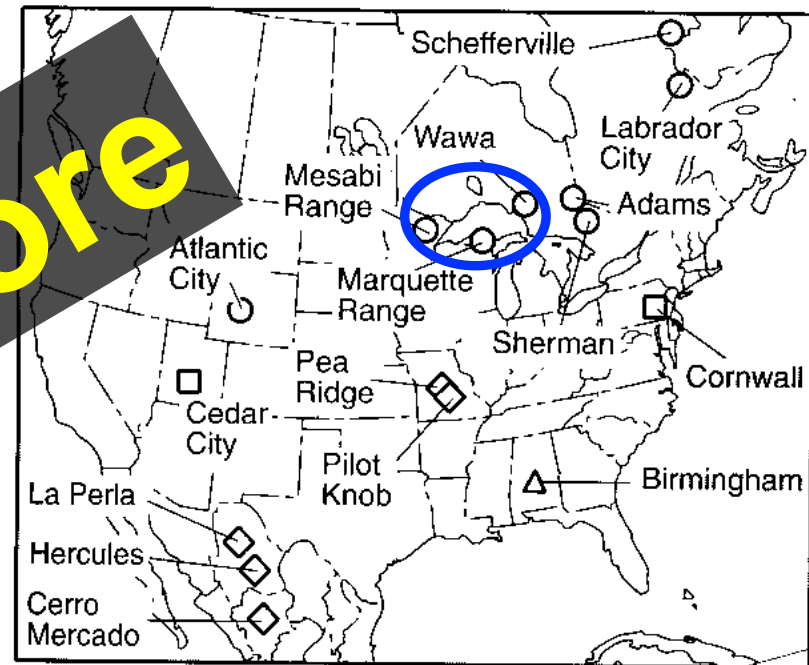 Schefferville
Labrador
City
Wawa
Mesabi
Range
Adams
ore
Atlantic
City
Marquette
Range
Sherman
Pea
Ridge
Cornwall
Cedar
City
Pilot
Knob
Birmingham
La Perla
Hercules
Cerro
Mercado